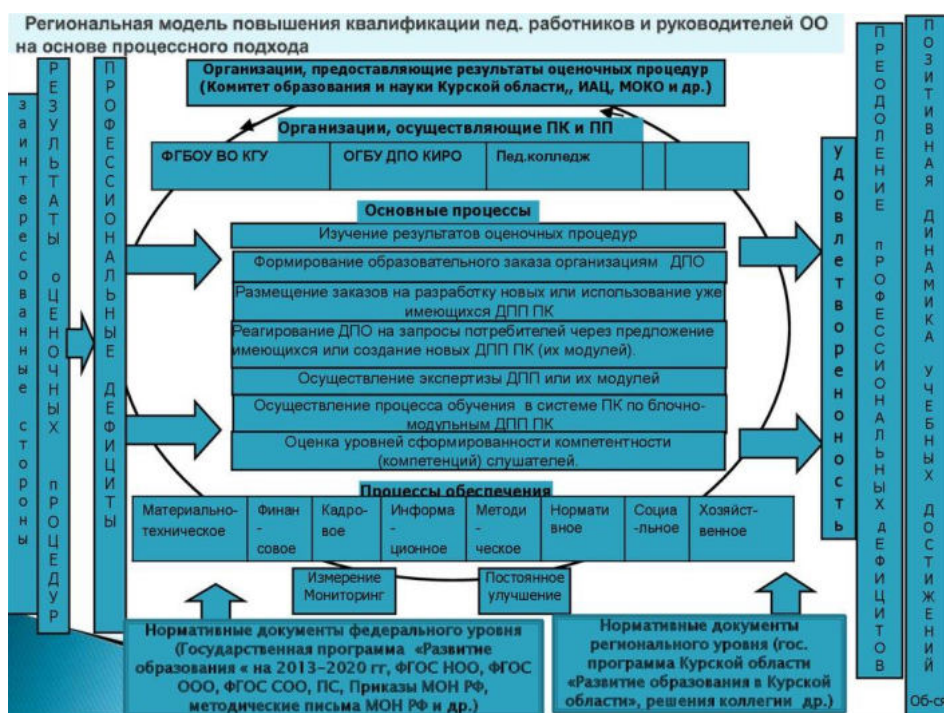 Региональная модель повышения квалификации пед. работников и руководителей ОО
на основе процессного подхода
заинтересованные стороны
РЕЗУЛЬТАТЫ оЦЕНОЧНЫХ пРОЦЕДУР
ПРОФЕССИОНАЛЬНЫЕ ДЕФИЦИТЫ
Организации, предоставляющие результаты оценочных процедур
(Комитет образования и науки Курской области,, ИАЦ, МОКО и др.)
Организации, осуществляющие ПК и ПП
ФГБОУ ВО КГУ
ОГБУ ДПО КИРО
Пед.колледж
Основные процессы
Изучение результатов оценочных процедур
Формирование образовательного заказа организациям ДПО
Размещение заказов на разработку новых или использование уже
имеющихся ДПП ПК
Реагирование ДПО на запросы потребителей через предложение
имеющихся или создание новых ДПП ПК (их модулей).
Осуществление экспертизы ДПП или их модулей
Осуществление процесса обучения в системе ПК по блочно-
модульным ДПП ПК
Оценка уровней сформированности компетентности
(компетенций) слушателей.
Процессы обеспечения
Материально-
техническое
Финан
-
совое
Кадро-
вое
Информа
-
ционное
Методи
-
ческое
Нормати
вное
Социа
-льное
Хозяйст-
венное
Измерение
Мониторинг
Постоянное
улучшение
Нормативные документы федерального уровня
(Государственная программа «Развитие
образования « на 2013-2020 гг, ФГОС НОО, ФГОС
ООО, ФГОС СОО, ПС, Приказы МОН РФ,
методические письма МОН РФ и др.)
Нормативные документы
регионального уровня (гос.
программа Курской области
«Развитие образования в Курской
области», решения коллегии др.)
удовлетворенность
ПРЕОДОЛЕНИЕ пРОФЕССИОНАЛЬНЫХ дЕФИЦИТОВ
ПОЗИТИВНАЯ ДИНАМИКА УЧЕБНЫХ ДОСТИЖЕНИЙ